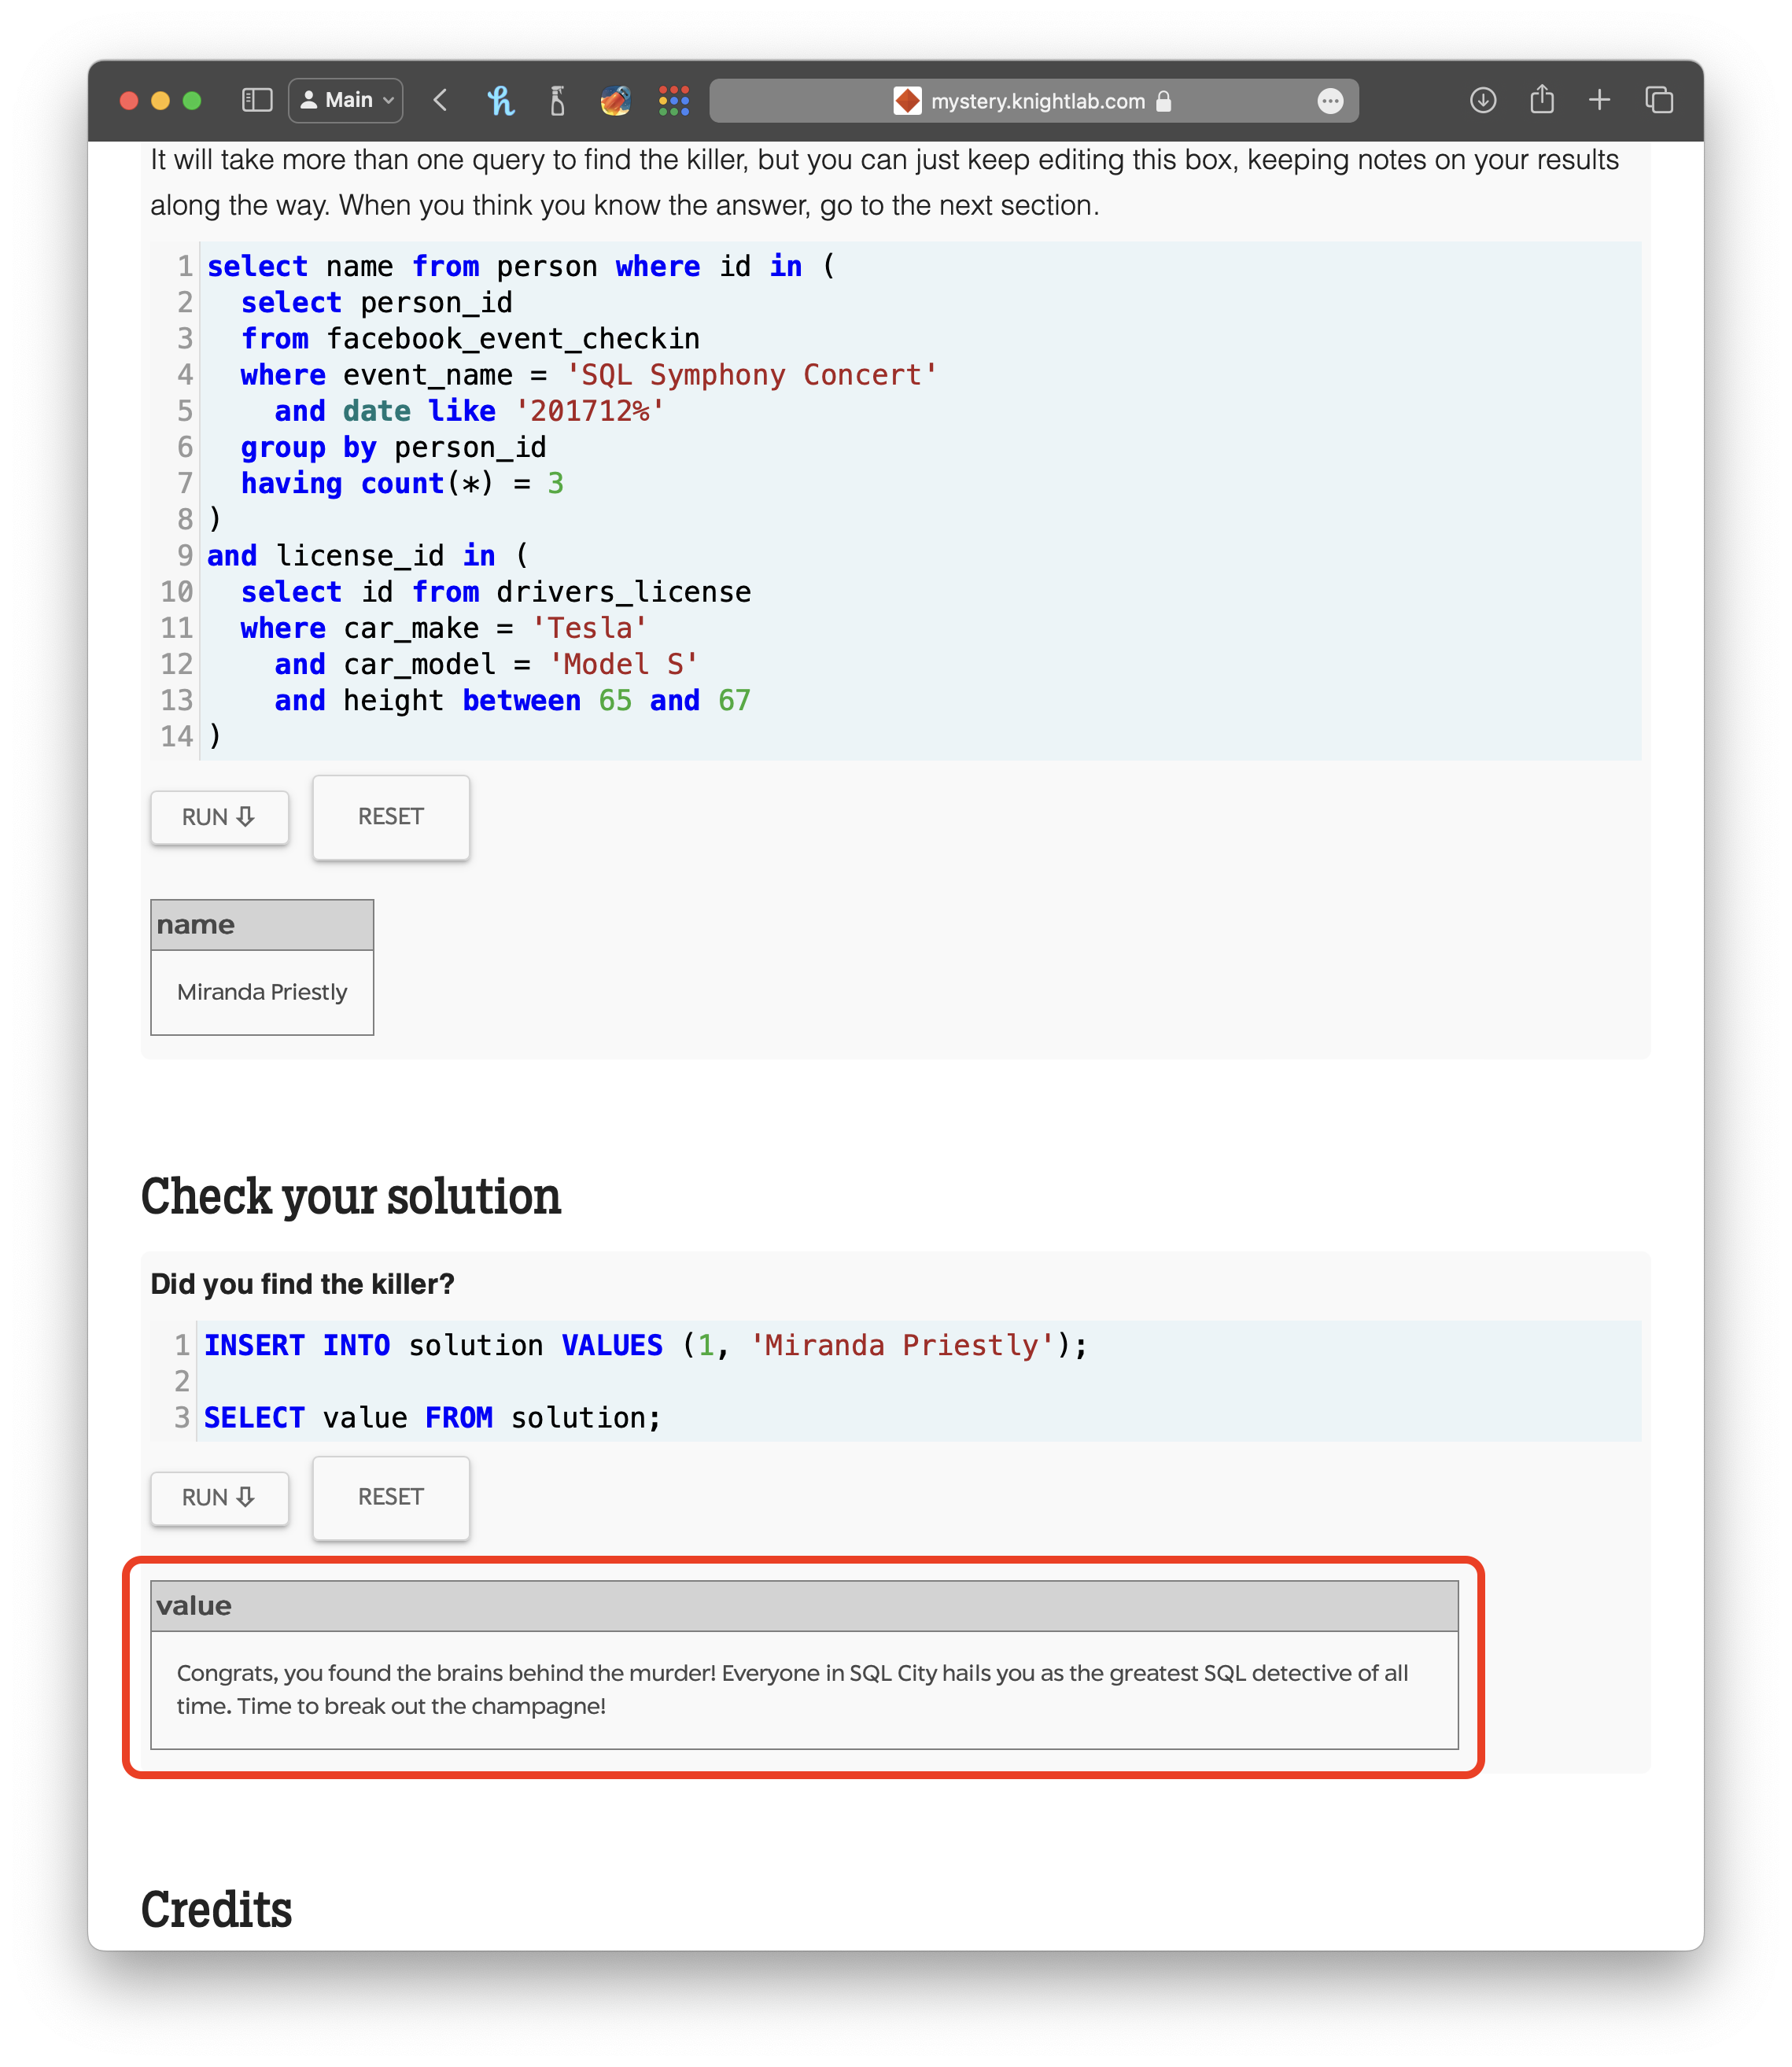 Main
mystery.knightlab.com
It will take more than one query to find the killer, but you can just keep editing this box, keeping notes on your results
along the way. When you think you know the answer, go to the next section.
1 select name from person where id in (
2   select person_id
3   from facebook_event_checkin
4   where event_name = 'SQL Symphony Concert'
5     and date like '201712%'
6   group by person_id
7   having count(*) = 3
8 )
9 and license_id in (
10   select id from drivers_license
11   where car_make = 'Tesla'
12     and car_model = 'Model S'
13     and height between 65 and 67
14 )
RUN ⇩ RESET
name
Miranda Priestly
Check your solution
Did you find the killer?
1 INSERT INTO solution VALUES (1, 'Miranda Priestly');
2
3 SELECT value FROM solution;
RUN ⇩ RESET
value
Congrats, you found the brains behind the murder! Everyone in SQL City hails you as the greatest SQL detective of all
time. Time to break out the champagne!
Credits